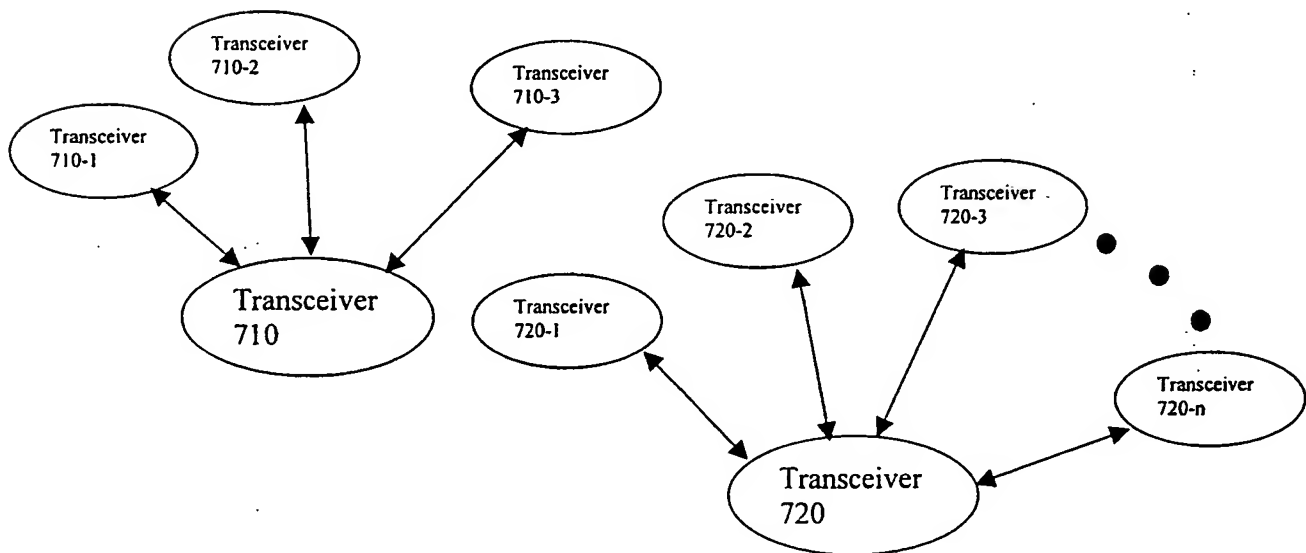 Transceiver
710-2
Transceiver
710-3
Transceiver
710-1
Transceiver
720-3
Transceiver
720-2
Transceiver
710
Transceiver
720-1
Transceiver
720-n
Transceiver
720